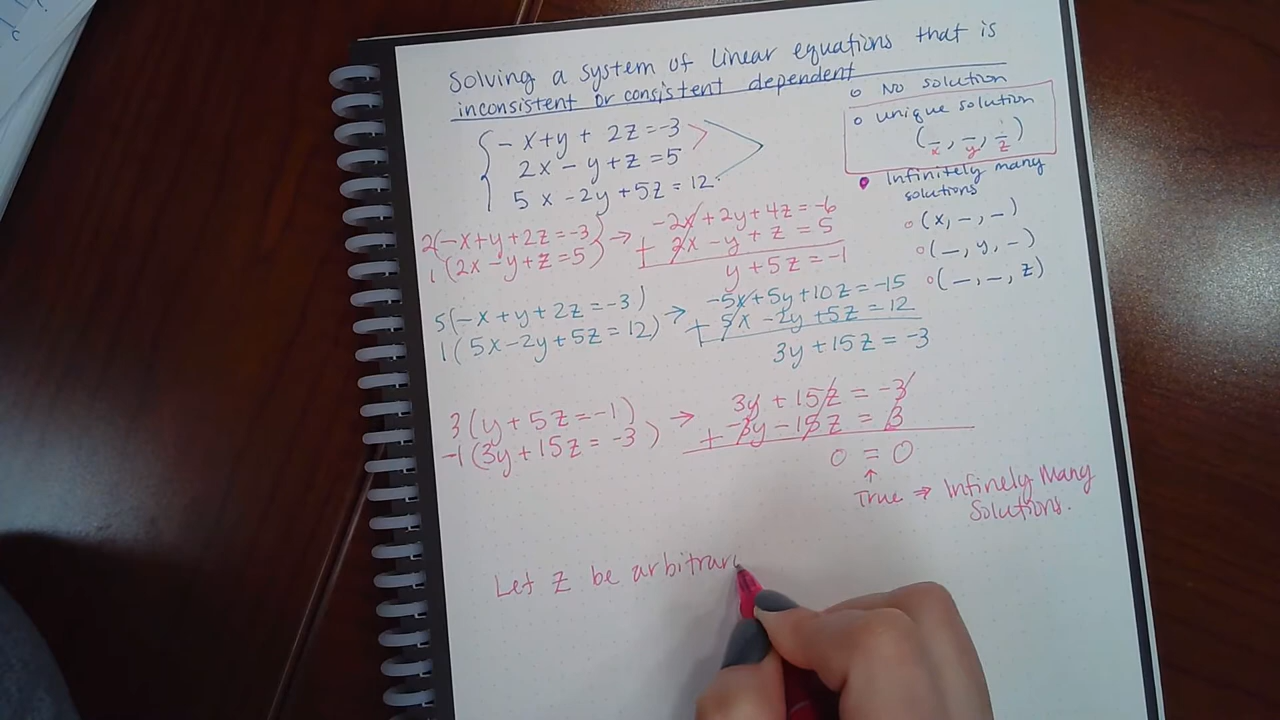 Solving a system of linear equations that is
inconsistent or consistent dependent
- x+y + 2z = -3
2x - y + z = 5
5x - 2y + 5z = 12
o No solution
o unique solution
(_, _, _)
x y z
Infinitely many
solutions
o (x, _, _)
o (_, y, _)
o (_, _, z)
2(-x+y+2z = -3) → -2x + 2y + 4z = -6
1(2x - y + z = 5) + 2x - y + z = 5
y + 5z = -1
5(-x + y + 2z = -3) → -5x + 5y + 10z = -15
1(5x - 2y + 5z = 12) + 5x - 2y + 5z = 12
3y + 15z = -3
3(y + 5z = -1) → 3y + 15z = -3
-1(3y + 15z = -3) + -3y - 15z = 3
0 = 0
↑
True ⇒ Infinely Many
Solutions.
Let z be arbitrar